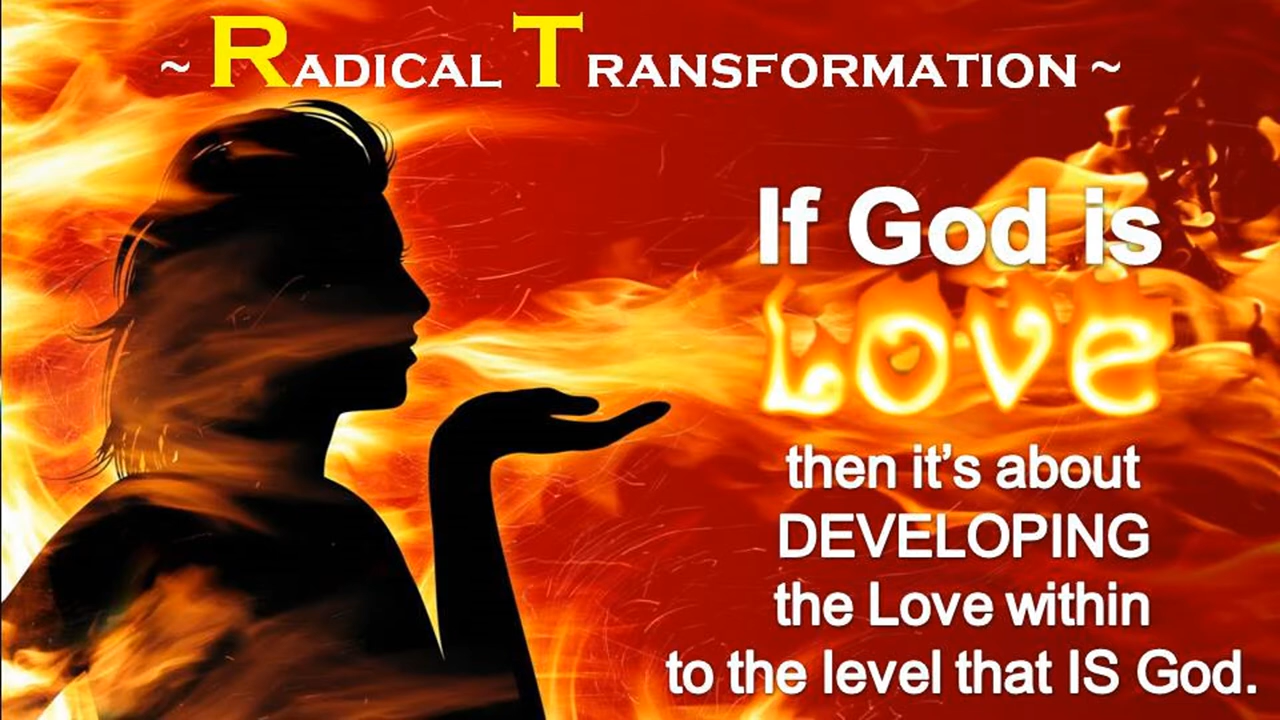 ~ RADICAL TRANSFORMATION ~
If God is
LOVE
then it's about
DEVELOPING
the Love within
to the level that IS God.